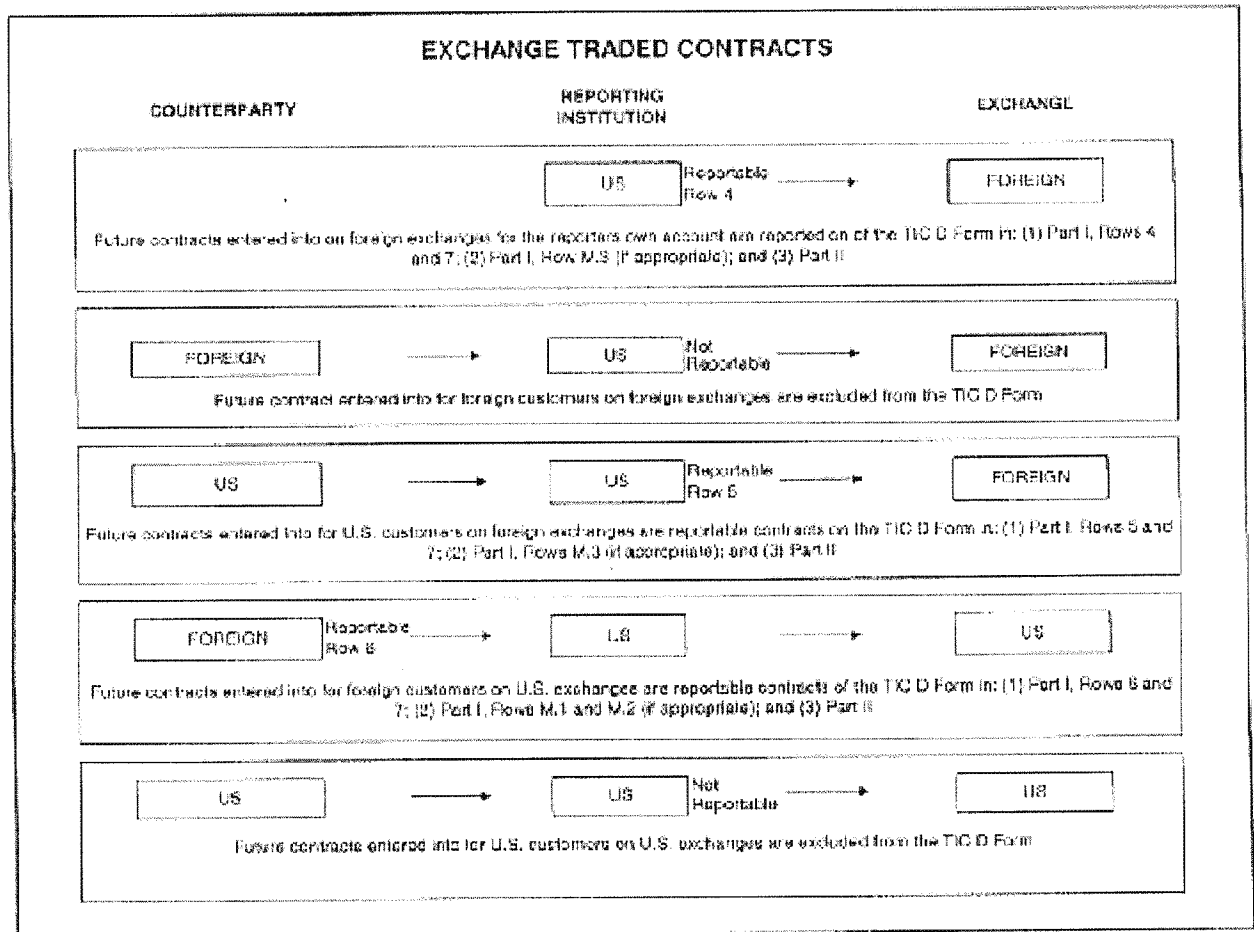 EXCHANGE TRADED CONTRACTS
COUNTERPARTY
REPORTING
INSTITUTION
EXCHANGE
US
Reportable
Row 4
FOREIGN
Future contracts entered into on foreign exchanges for the reporters own account are reported on of the TIC D Form in: (1) Part I, Rows 4
and 7; (2) Part I, Row M.3 (if appropriate); and (3) Part II
FOREIGN
US
Not
Reportable
FOREIGN
Future contract entered into for foreign customers on foreign exchanges are excluded from the TIC D Form
US
US
Reportable
Row 5
FOREIGN
Future contracts entered into for U.S. customers on foreign exchanges are reportable contracts on the TIC D Form in: (1) Part I, Rows 5 and
7; (2) Part I, Rows M.3 (if appropriate); and (3) Part II
FOREIGN
Reportable
Row 6
US
US
Future contracts entered into for foreign customers on U.S. exchanges are reportable contracts of the TIC D Form in: (1) Part I, Rows 6 and
7; (2) Part I, Rows M.1 and M.2 (if appropriate); and (3) Part II
US
US
Not
Reportable
US
Future contracts entered into for U.S. customers on U.S. exchanges are excluded from the TIC D Form